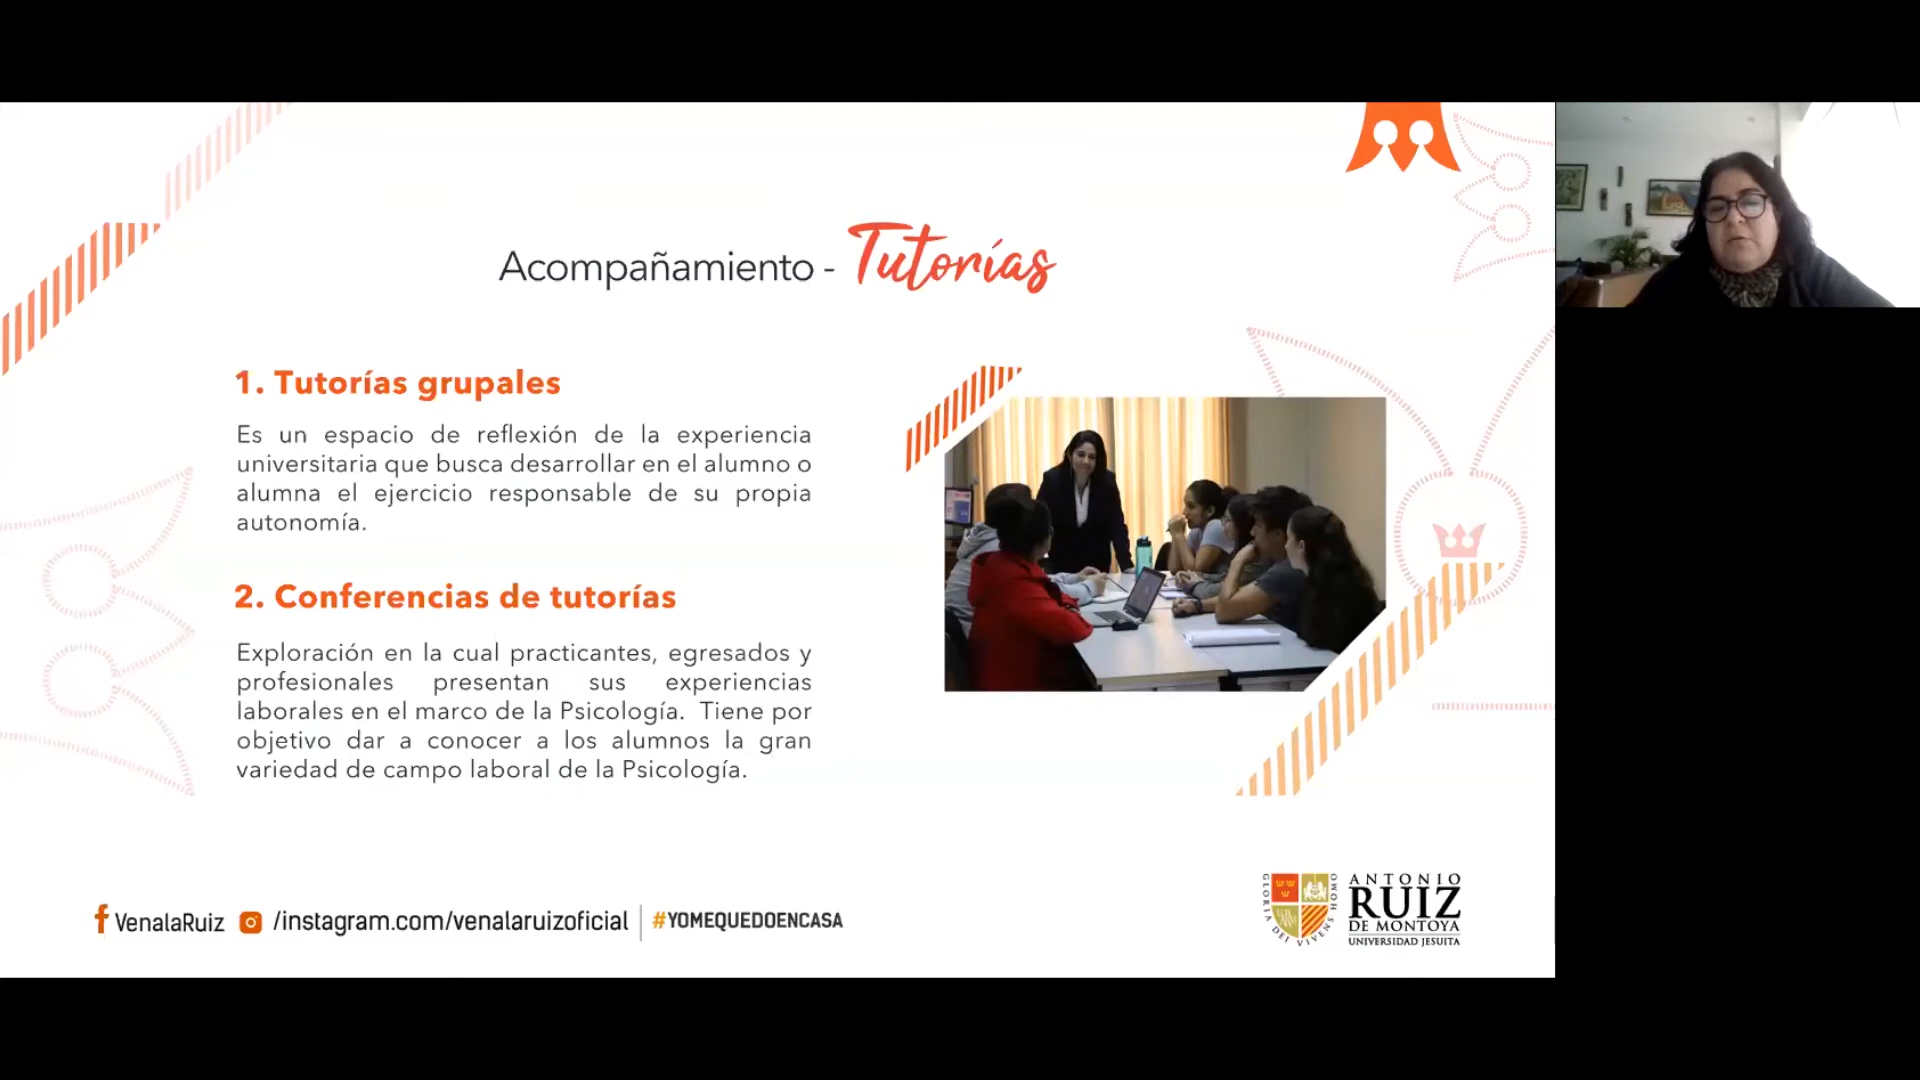 Acompañamiento - Tutorías
1. Tutorías grupales
Es un espacio de reflexión de la experiencia
universitaria que busca desarrollar en el alumno o
alumna el ejercicio responsable de su propia
autonomía.
2. Conferencias de tutorías
Exploración en la cual practicantes, egresados y
profesionales presentan sus experiencias
laborales en el marco de la Psicología. Tiene por
objetivo dar a conocer a los alumnos la gran
variedad de campo laboral de la Psicología.
VenalaRuiz /instagram.com/venalaruizoficial #YOMEQUEDOENCASA
GLORIA DEI VIVENS HOMO
ANTONIO
RUIZ
DE MONTOYA
UNIVERSIDAD JESUITA